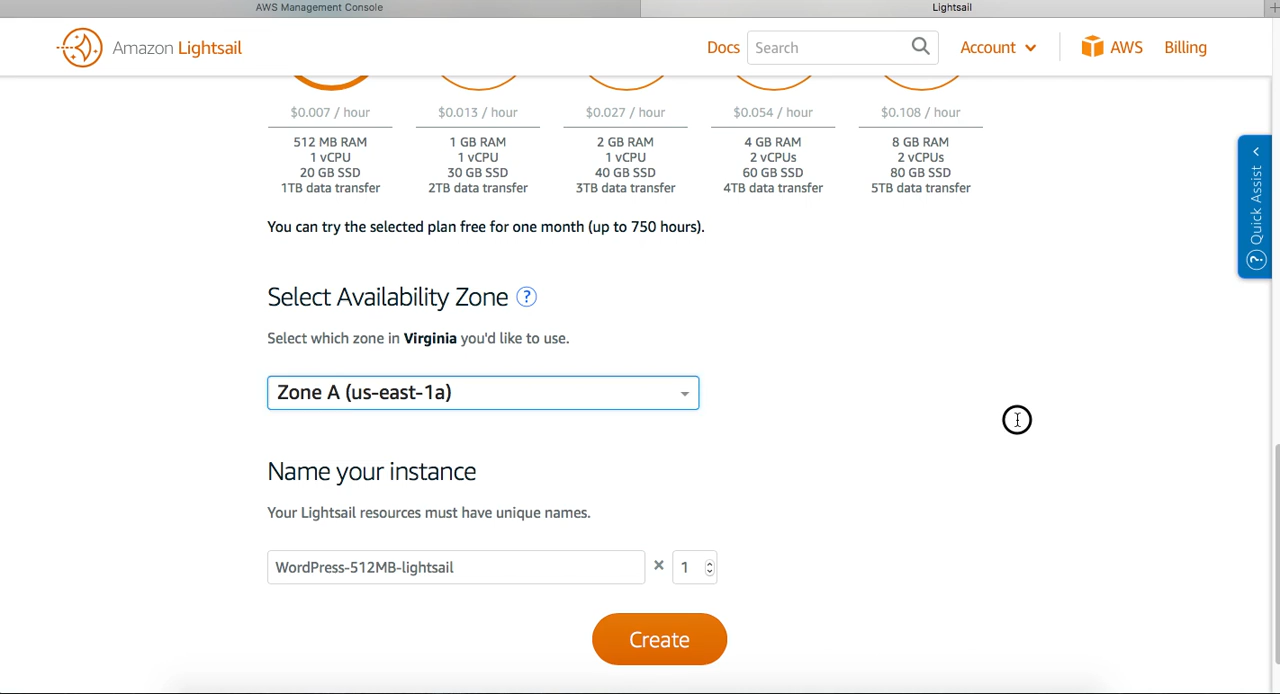 AWS Management Console
Lightsail
Amazon Lightsail
Docs
Search
Account
AWS
Billing
$0.007 / hour
$0.013 / hour
$0.027 / hour
$0.054 / hour
$0.108 / hour
512 MB RAM
1 vCPU
20 GB SSD
1TB data transfer
1 GB RAM
1 vCPU
30 GB SSD
2TB data transfer
2 GB RAM
1 vCPU
40 GB SSD
3TB data transfer
4 GB RAM
2 vCPUs
60 GB SSD
4TB data transfer
8 GB RAM
2 vCPUs
80 GB SSD
5TB data transfer
Quick Assist
You can try the selected plan free for one month (up to 750 hours).
Select Availability Zone ?
Select which zone in Virginia you'd like to use.
Zone A (us-east-1a)
Name your instance
Your Lightsail resources must have unique names.
WordPress-512MB-lightsail × 1
Create